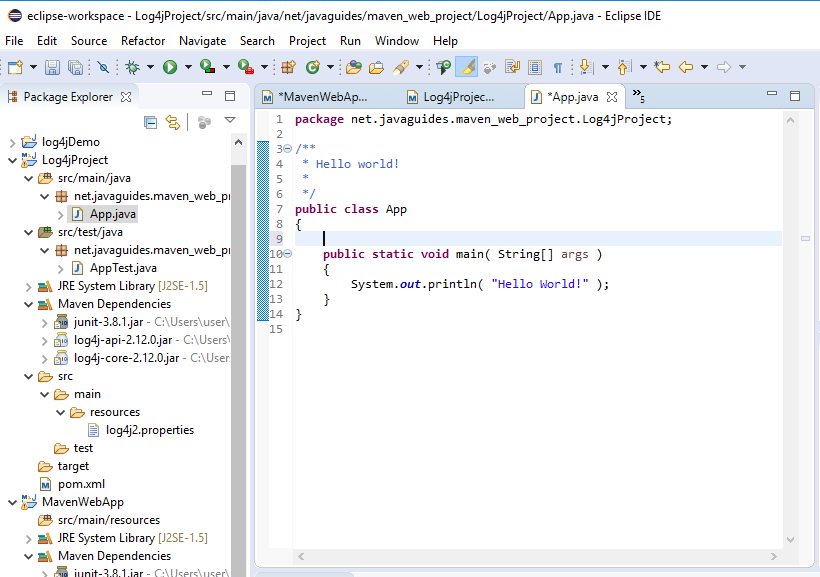 eclipse-workspace - Log4jProject/src/main/java/net/javaguides/maven_web_project/Log4jProject/App.java - Eclipse IDE
File Edit Source Refactor Navigate Search Project Run Window Help
Package Explorer
log4jDemo
Log4jProject
src/main/java
net.javaguides.maven_web_pr
App.java
src/test/java
net.javaguides.maven_web_pr
AppTest.java
JRE System Library [J2SE-1.5]
Maven Dependencies
junit-3.8.1.jar - C:\Users\user\
log4j-api-2.12.0.jar - C:\Users\
log4j-core-2.12.0.jar - C:\User
src
main
resources
log4j2.properties
test
target
pom.xml
MavenWebApp
src/main/resources
JRE System Library [J2SE-1.5]
Maven Dependencies
junit-3.8.1.jar - C:\Users\user\
*MavenWebAp... Log4jProjec... *App.java »5
1 package net.javaguides.maven_web_project.Log4jProject;
2
3 /**
4 * Hello world!
5 *
6 */
7 public class App
8 {
9
10 public static void main( String[] args )
11 {
12 System.out.println( "Hello World!" );
13 }
14 }
15